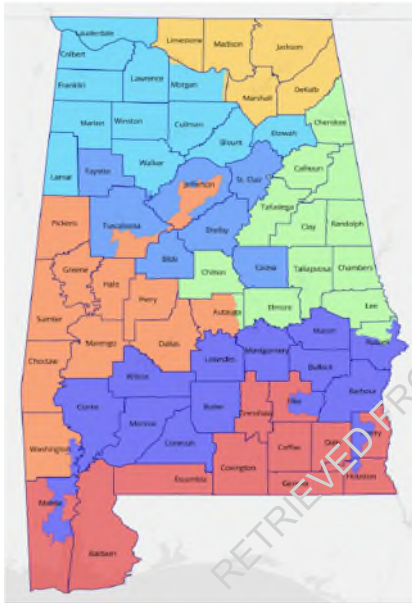 Lauderdale
Limestone
Madison
Jackson
Colbert
Lawrence
Morgan
Franklin
Marshall
DeKalb
Cherokee
Marion
Winston
Cullman
Blount
Etowah
Walker
Lamar
Fayette
Jefferson
St. Clair
Calhoun
Talladega
Pickens
Tuscaloosa
Shelby
Clay
Randolph
Greene
Bibb
Coosa
Tallapoosa
Chambers
Hale
Perry
Chilton
Sumter
Autauga
Elmore
Lee
Marengo
Dallas
Macon
Russell
Choctaw
Lowndes
Montgomery
Bullock
Wilcox
Clarke
Butler
Crenshaw
Pike
Barbour
Monroe
Washington
Conecuh
Coffee
Dale
Henry
Covington
Geneva
Houston
Escambia
Mobile
Baldwin
RETRIEVED FRO